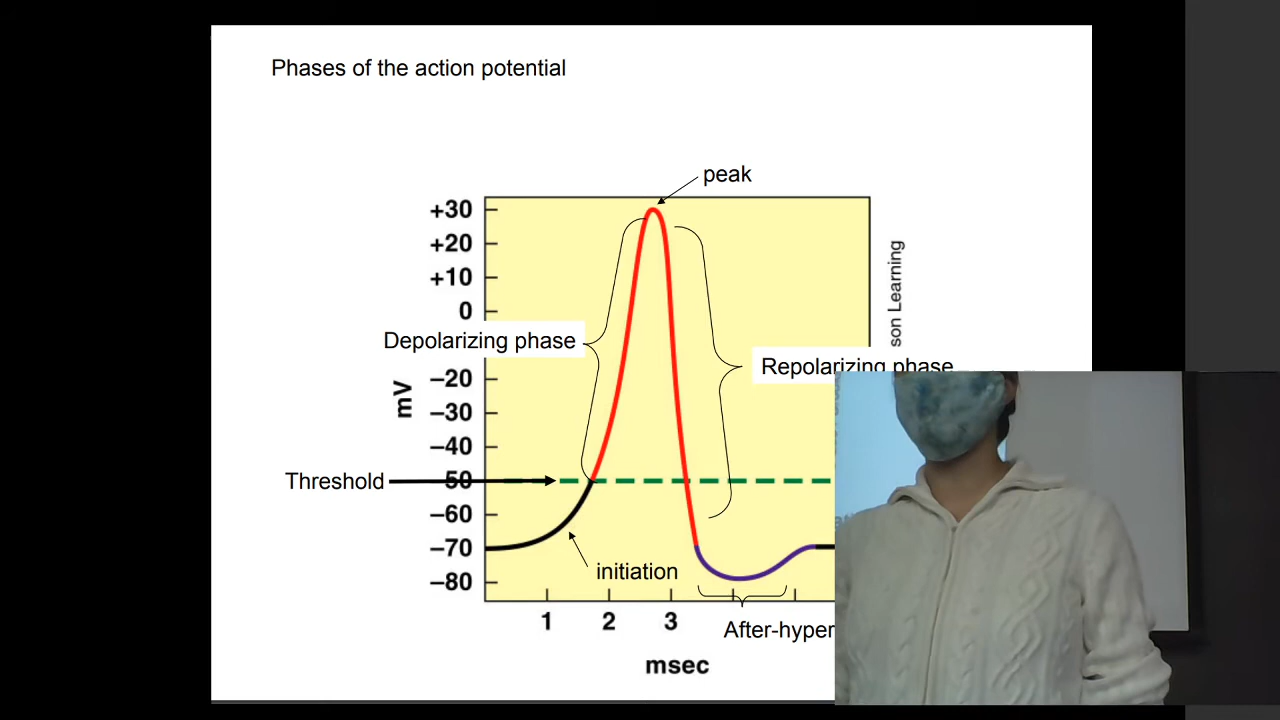 Phases of the action potential
peak
+30
+20
+10
0
Depolarizing phase
Repolarizing phase
son Learning
–20
mV
–30
–40
Threshold
–50
–60
–70
initiation
–80
1 2 3
After-hyper
msec